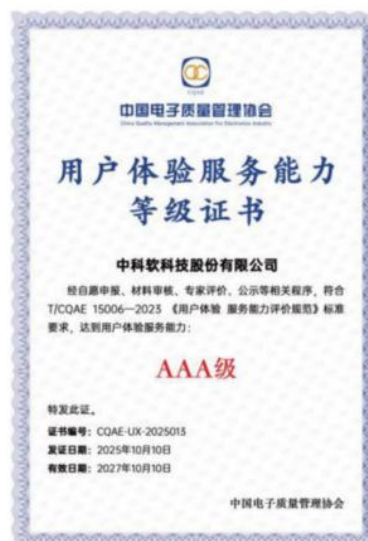 CQAE
中国电子质量管理协会
China Quality Management Association For Electronics Industry
用户体验服务能力
等级证书
中科软科技股份有限公司
经自愿申报、材料审核、专家评价、公示等相关程序，符合
T/CQAE 15006—2023 《用户体验 服务能力评价规范》标准
要求，达到用户体验服务能力：
AAA级
特发此证。
证书编号：CQAE-UX-2025013
发证日期：2025年10月10日
有效日期：2027年10月10日
中国电子质量管理协会